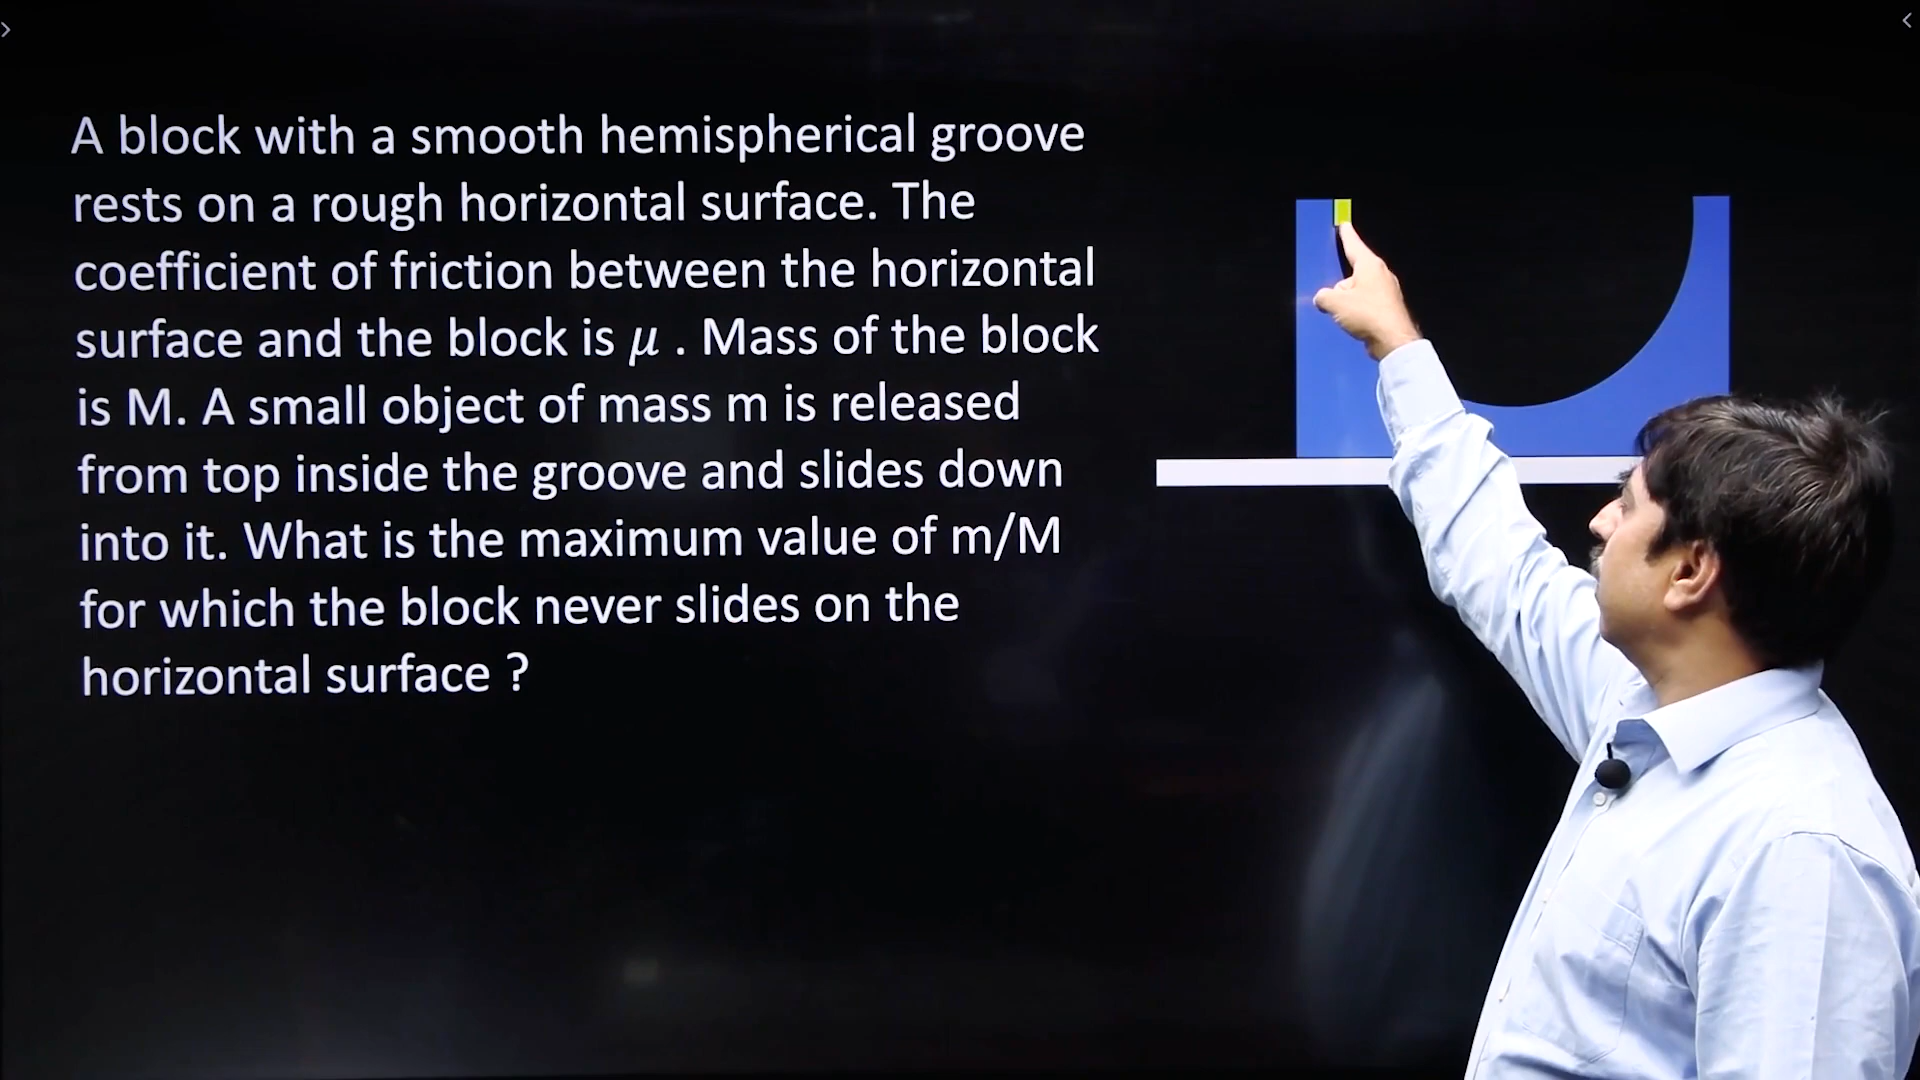 A block with a smooth hemispherical groove
rests on a rough horizontal surface. The
coefficient of friction between the horizontal
surface and the block is μ . Mass of the block
is M. A small object of mass m is released
from top inside the groove and slides down
into it. What is the maximum value of m/M
for which the block never slides on the
horizontal surface ?